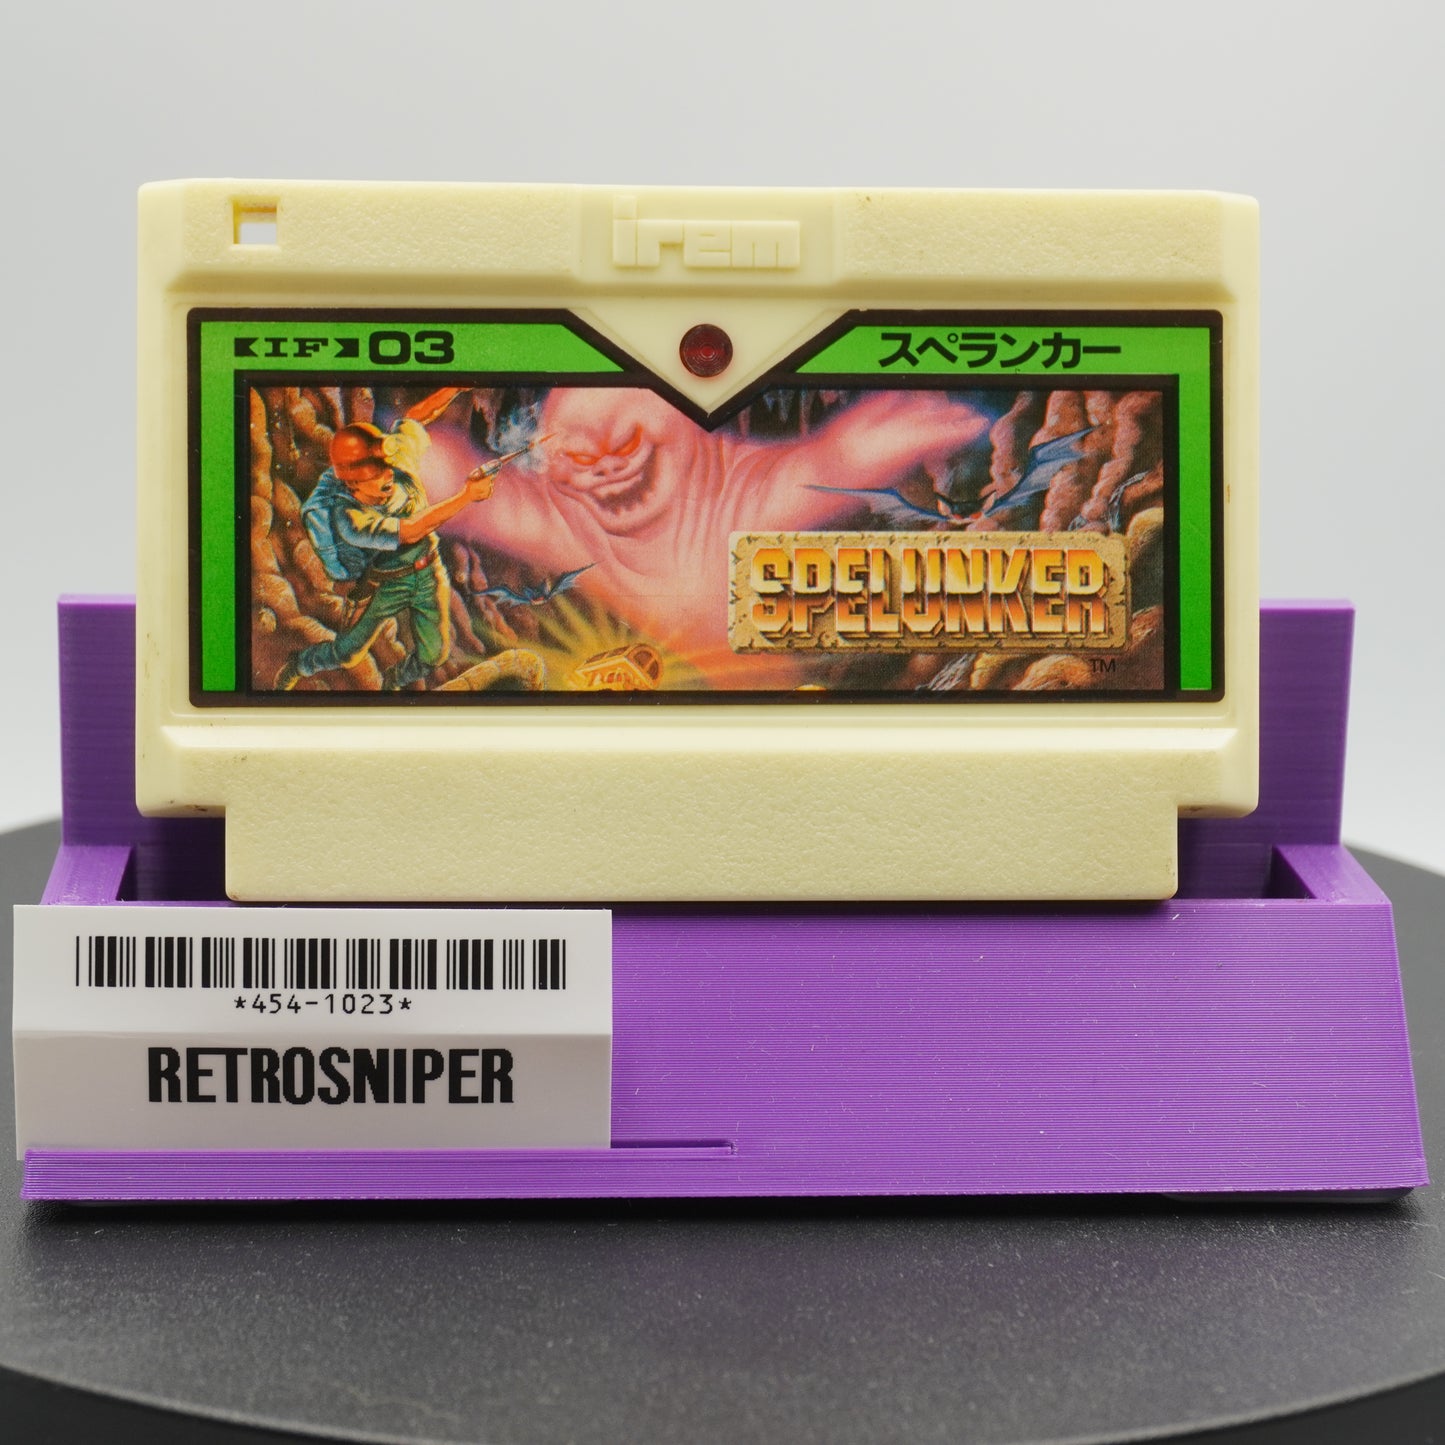 irem
IF 03
スペランカー
SPELUNKER
TM
*454-1023*
RETROSNIPER